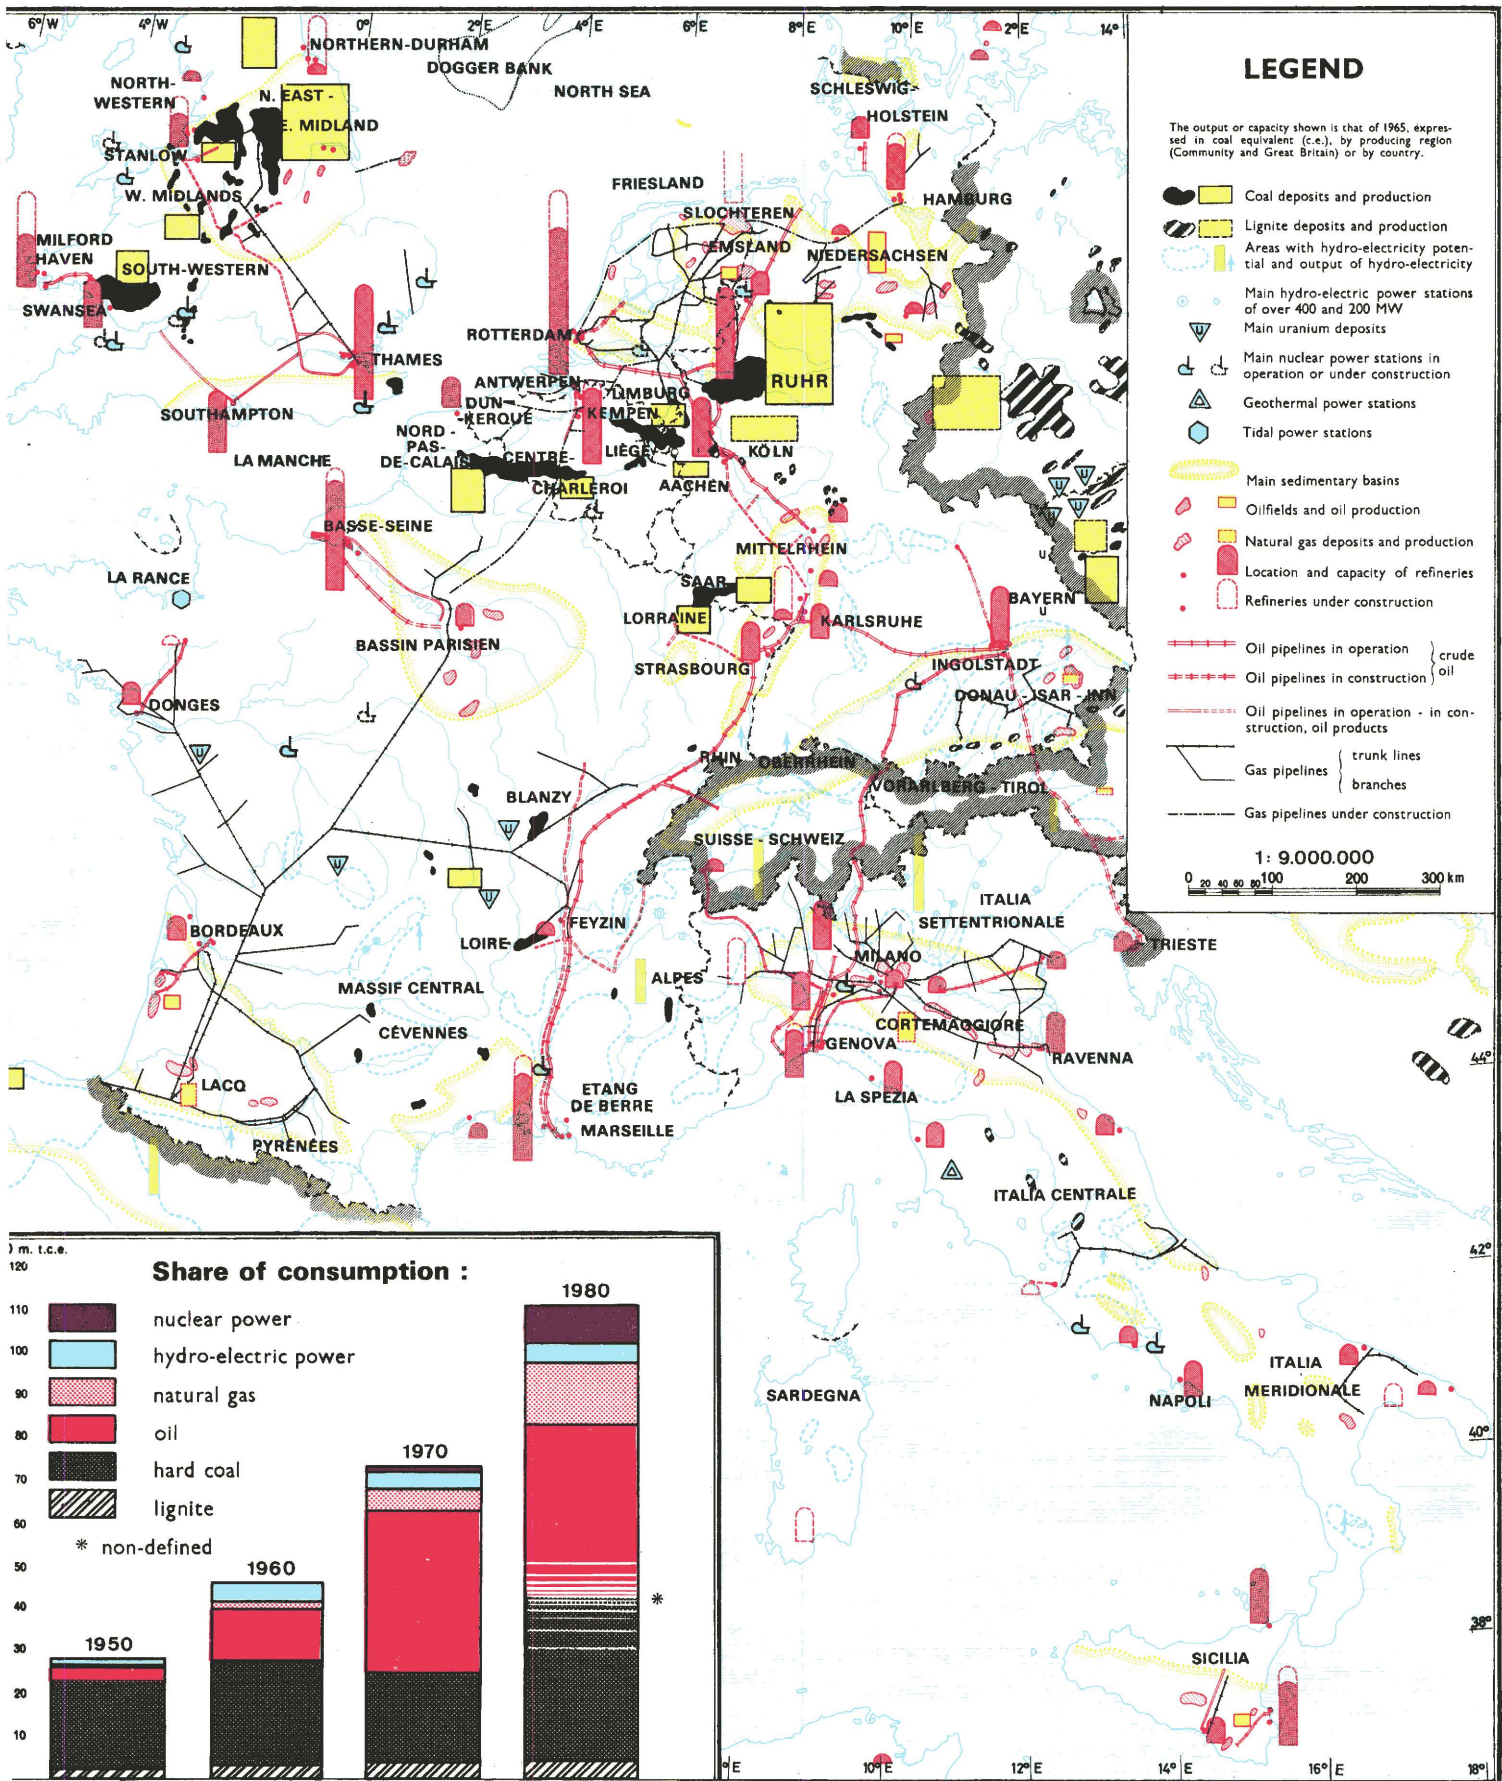 6° W
4° W
0°
2° E
4° E
6° E
8° E
10° E
12° E
14°
NORTHERN-DURHAM
DOGGER BANK
NORTH SEA
NORTH-
WESTERN
N. EAST -
E. MIDLAND
STANLOW
W. MIDLANDS
SCHLESWIG-
HOLSTEIN
HAMBURG
FRIESLAND
SLOCHTEREN
EMSLAND
NIEDERSACHSEN
MILFORD
HAVEN
SOUTH-WESTERN
SWANSEA
THAMES
SOUTHAMPTON
ROTTERDAM
ANTWERPEN
DUN-
KERQUE
LIMBURG
KEMPEN
RUHR
NORD -
PAS-
DE-CALAIS
CENTRE-
LIÈGE
KÖLN
CHARLEROI
AACHEN
LA MANCHE
BASSE-SEINE
MITTELRHEIN
LA RANCE
SAAR
LORRAINE
BAYERN
U
U
KARLSRUHE
BASSIN PARISIEN
STRASBOURG
INGOLSTADT
DONAU - ISAR - INN
DONGES
RHIN
OBERRHEIN
VORARLBERG - TIROL
BLANZY
SUISSE - SCHWEIZ
ITALIA
SETTENTRIONALE
BORDEAUX
FEYZIN
LOIRE
TRIESTE
MILANO
MASSIF CENTRAL
ALPES
CÉVENNES
CORTEMAGGIORE
GENOVA
RAVENNA
LACQ
ETANG
DE BERRE
MARSEILLE
LA SPEZIA
PYRÉNÉES
ITALIA CENTRALE
SARDEGNA
NAPOLI
ITALIA
MERIDIONALE
SICILIA
44°
42°
40°
38°
° E
10° E
12° E
14° E
16° E
18°
LEGEND
The output or capacity shown is that of 1965, expres-
sed in coal equivalent (c.e.), by producing region
(Community and Great Britain) or by country.
Coal deposits and production
Lignite deposits and production
Areas with hydro-electricity poten-
tial and output of hydro-electricity
Main hydro-electric power stations
of over 400 and 200 MW
Main uranium deposits
Main nuclear power stations in
operation or under construction
Geothermal power stations
Tidal power stations
Main sedimentary basins
Oilfields and oil production
Natural gas deposits and production
Location and capacity of refineries
Refineries under construction
Oil pipelines in operation
Oil pipelines in construction
crude
oil
Oil pipelines in operation - in con-
struction, oil products
Gas pipelines
trunk lines
branches
Gas pipelines under construction
1: 9.000.000
0 20 40 60 80 100 200 300 km
) m. t.c.e.
120
110
100
90
80
70
60
50
40
30
20
10
Share of consumption :
nuclear power
hydro-electric power
natural gas
oil
hard coal
lignite
* non-defined
1950
1960
1970
1980
*